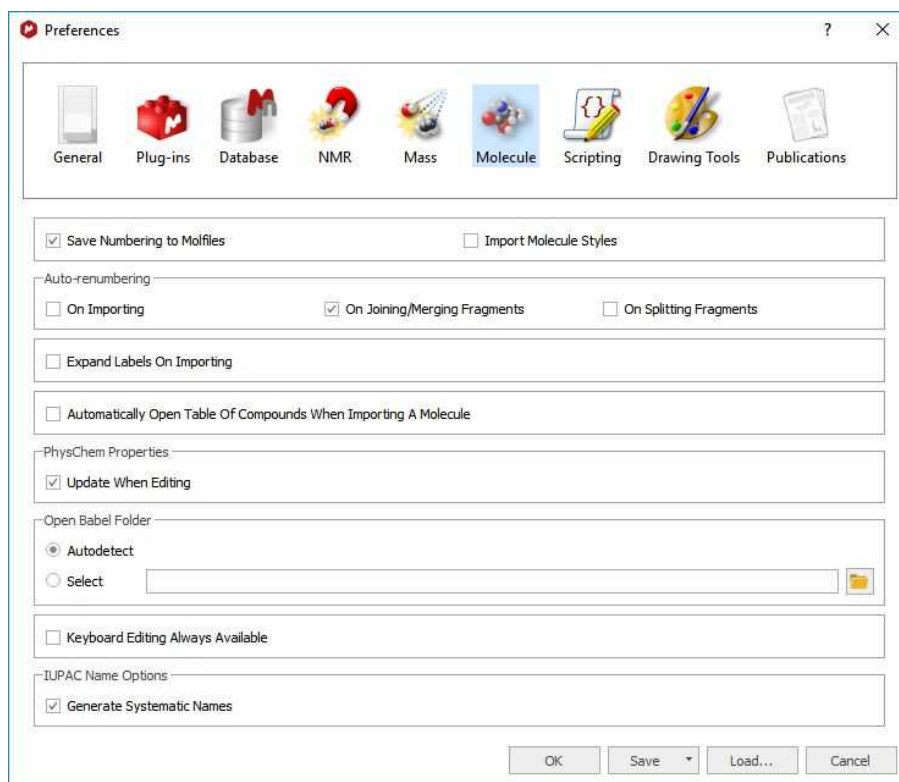 Preferences ?
General Plug-ins Database NMR Mass Molecule Scripting Drawing Tools Publications
Save Numbering to Molfiles Import Molecule Styles
Auto-renumbering
On Importing On Joining/Merging Fragments On Splitting Fragments
Expand Labels On Importing
Automatically Open Table Of Compounds When Importing A Molecule
PhysChem Properties
Update When Editing
Open Babel Folder
Autodetect
Select
Keyboard Editing Always Available
IUPAC Name Options
Generate Systematic Names
OK Save Load... Cancel